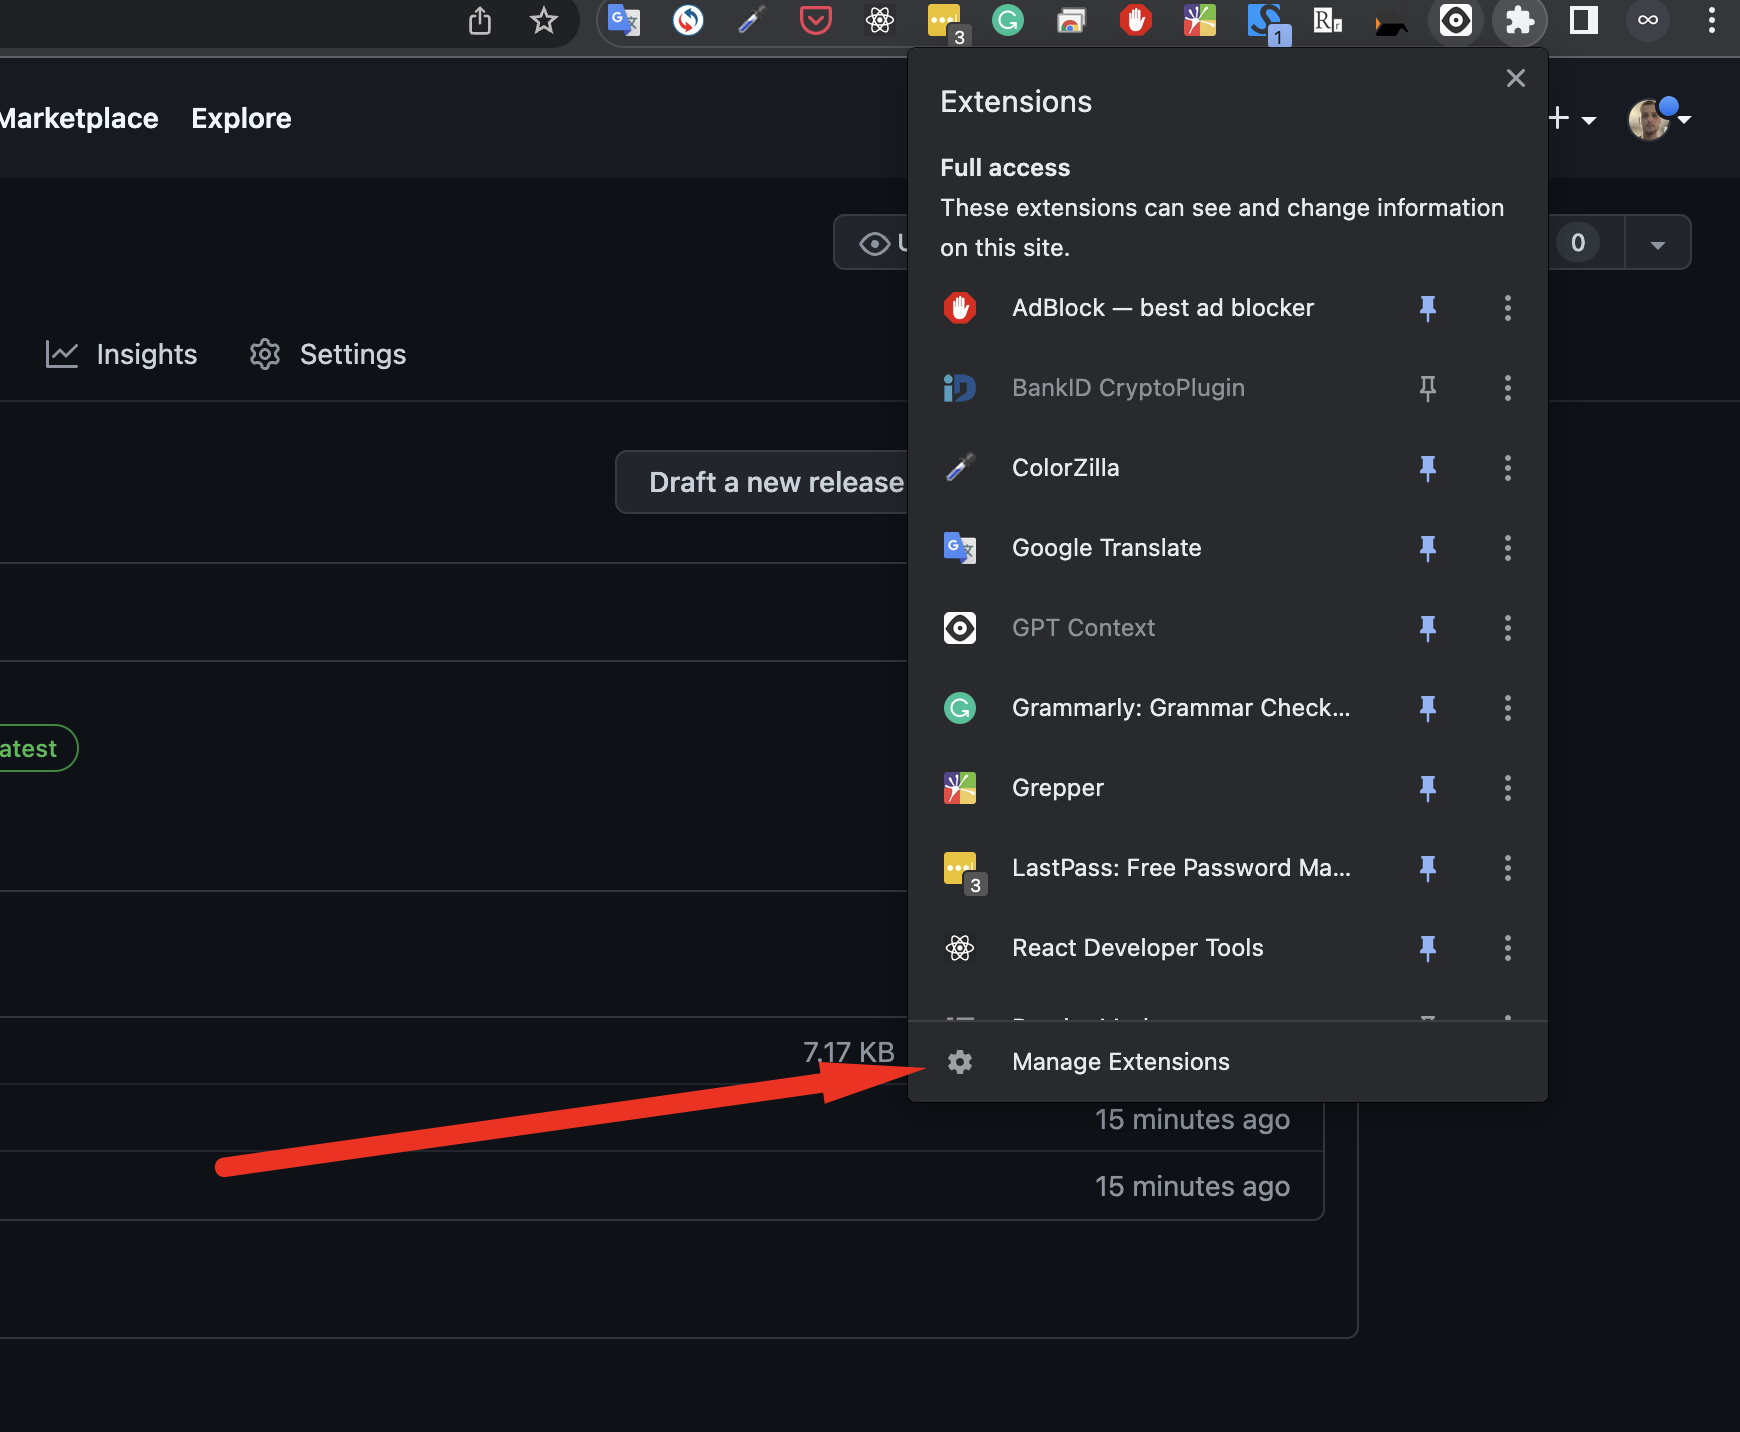 3
1
Marketplace
Explore
Extensions
Full access
These extensions can see and change information
on this site.
0
AdBlock — best ad blocker
Insights
Settings
BankID CryptoPlugin
ColorZilla
Draft a new release
Google Translate
GPT Context
Grammarly: Grammar Check...
atest
Grepper
LastPass: Free Password Ma...
3
React Developer Tools
7.17 KB
Manage Extensions
15 minutes ago
15 minutes ago